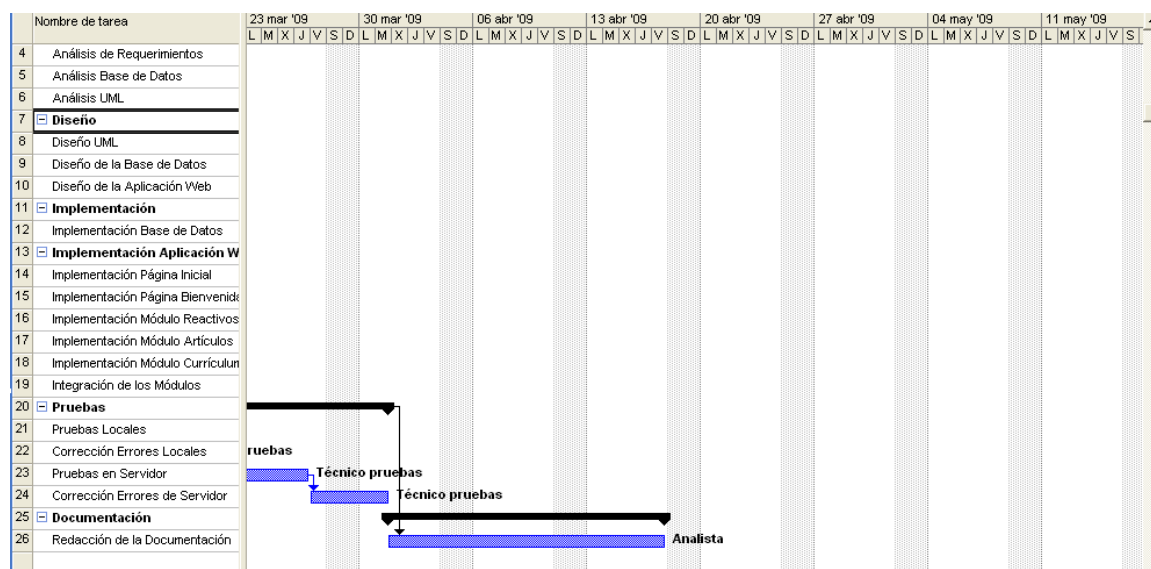 Nombre de tarea
23 mar '09 30 mar '09 06 abr '09 13 abr '09 20 abr '09 27 abr '09 04 may '09 11 may '09
L M X J V S D L M X J V S D L M X J V S D L M X J V S D L M X J V S D L M X J V S D L M X J V S D L M X J V S
4 Análisis de Requerimientos
5 Análisis Base de Datos
6 Análisis UML
7 Diseño
8 Diseño UML
9 Diseño de la Base de Datos
10 Diseño de la Aplicación Web
11 Implementación
12 Implementación Base de Datos
13 Implementación Aplicación W
14 Implementación Página Inicial
15 Implementación Página Bienvenida
16 Implementación Módulo Reactivos
17 Implementación Módulo Artículos
18 Implementación Módulo Currículum
19 Integración de los Módulos
20 Pruebas
21 Pruebas Locales
22 Corrección Errores Locales ruebas
23 Pruebas en Servidor Técnico pruebas
24 Corrección Errores de Servidor Técnico pruebas
25 Documentación
26 Redacción de la Documentación Analista